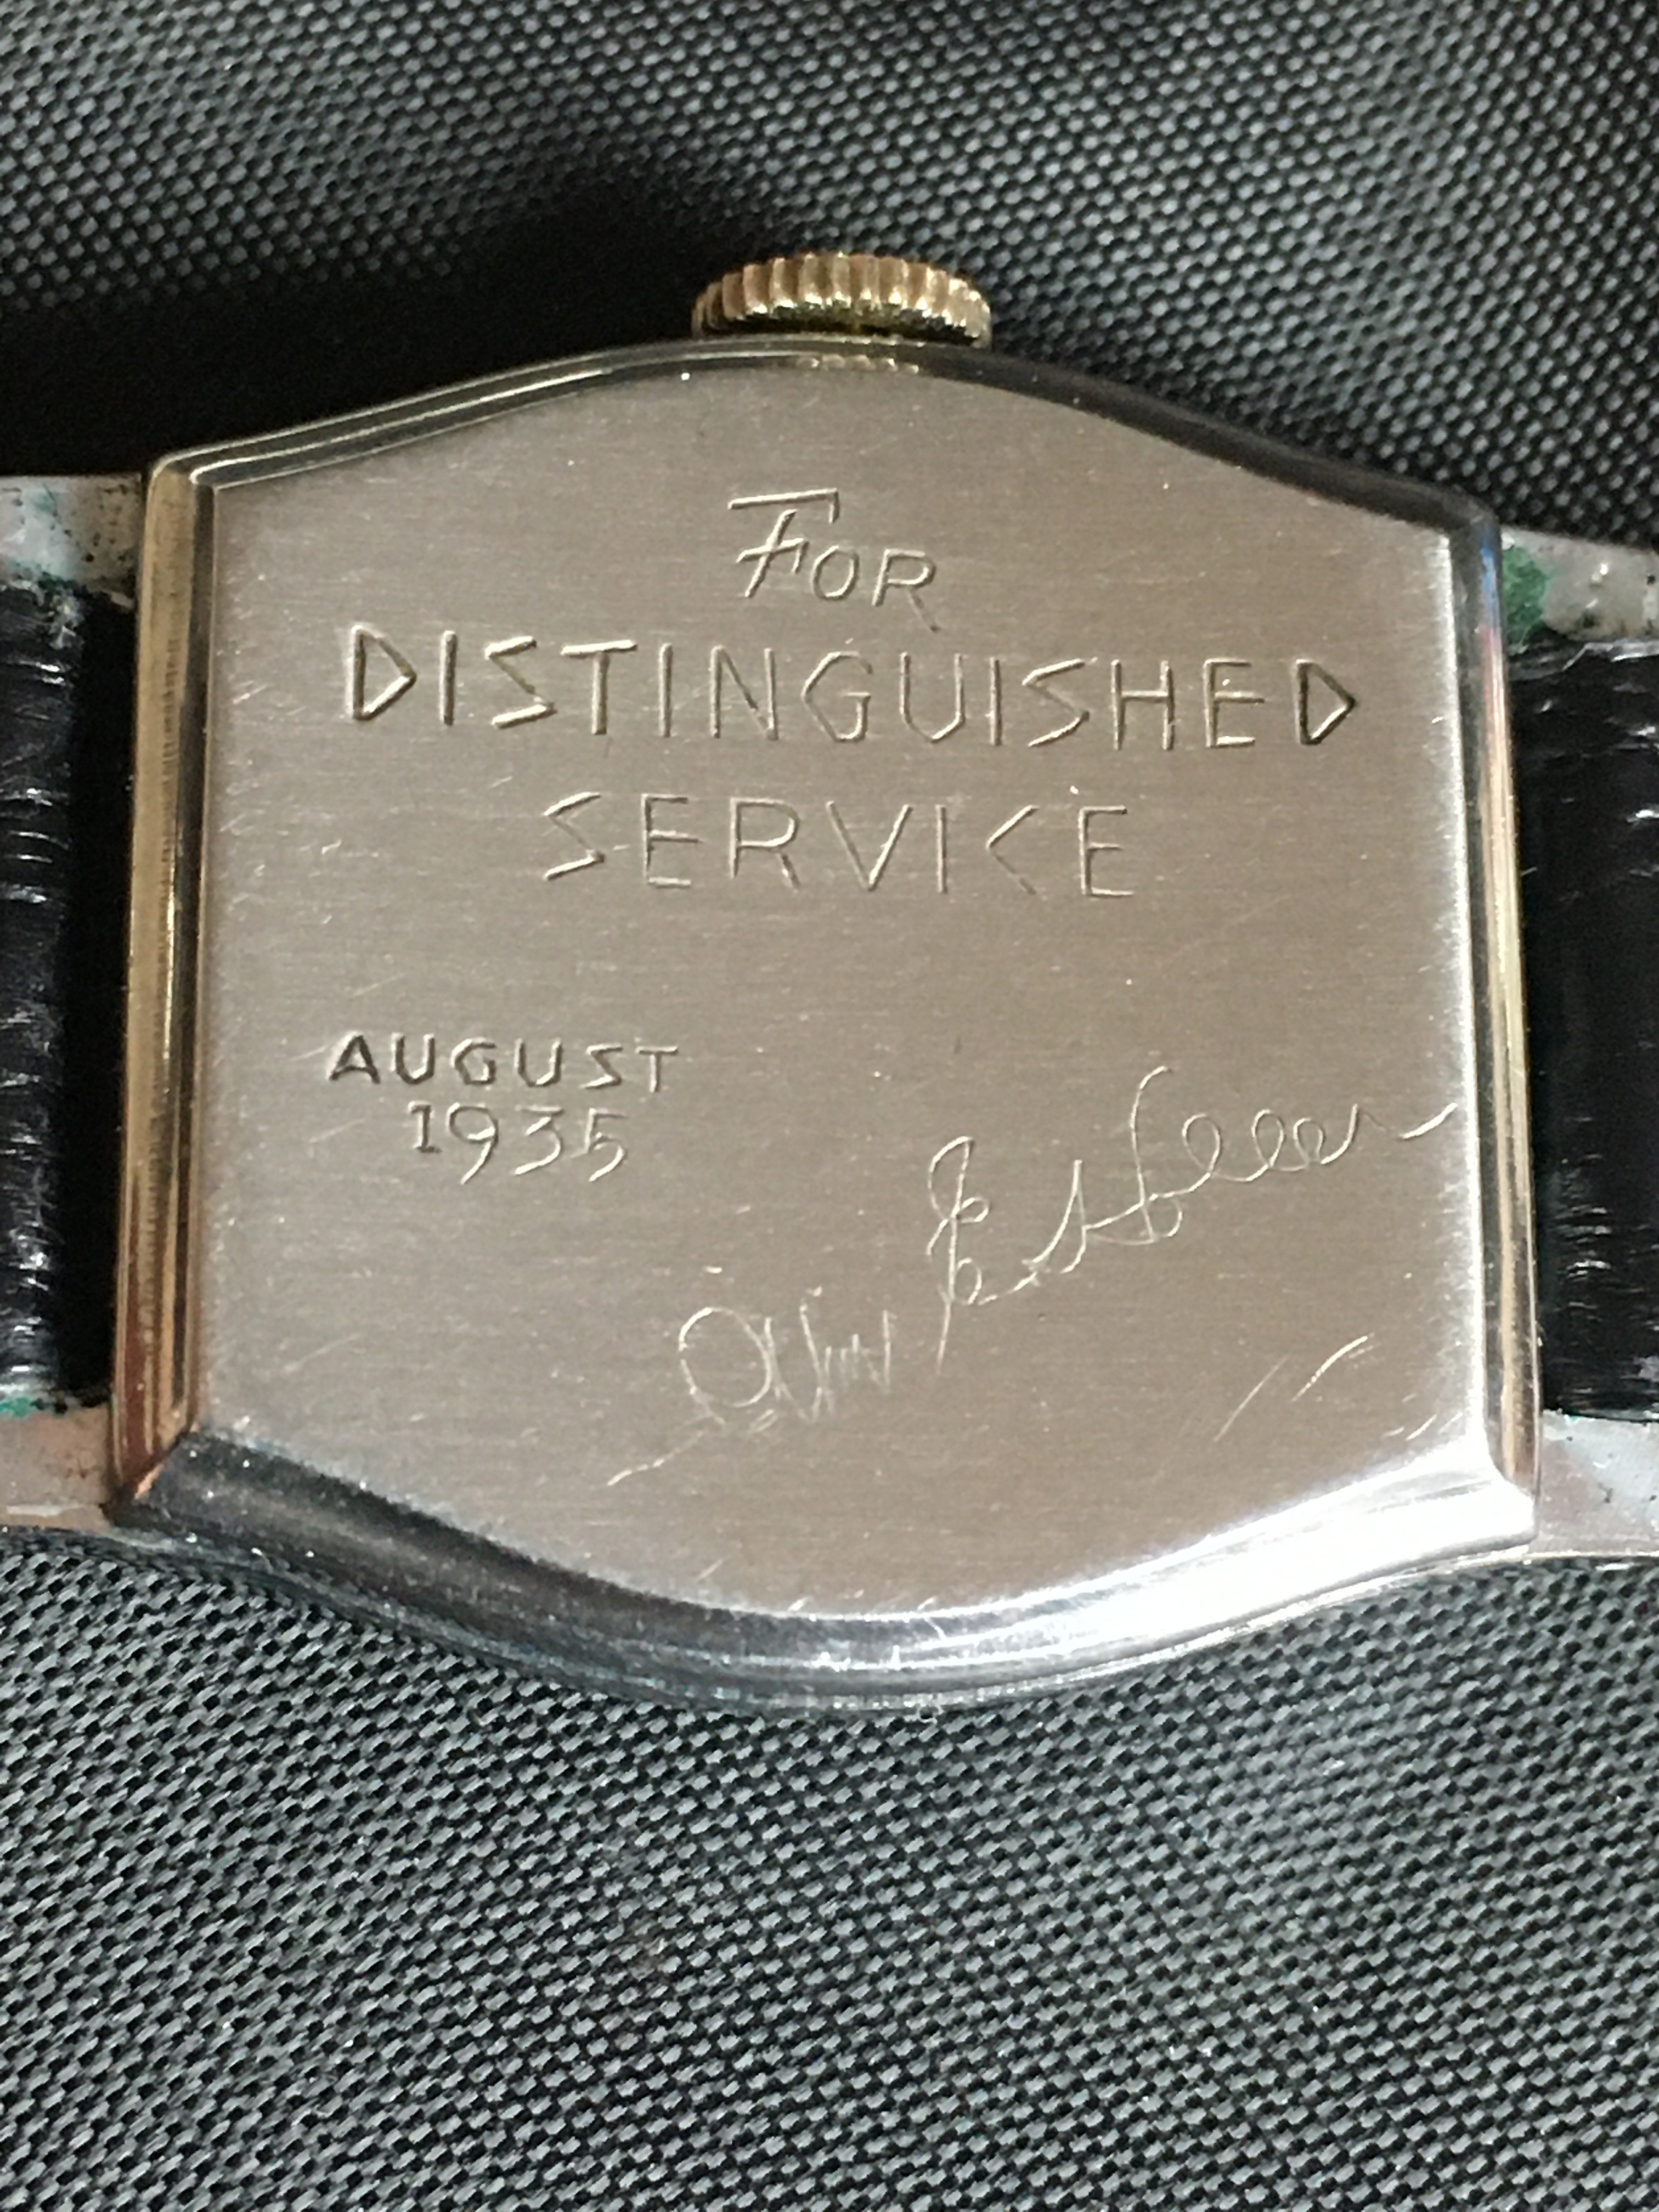 FOR
DISTINGUISHED
SERVICE
AUGUST
1935